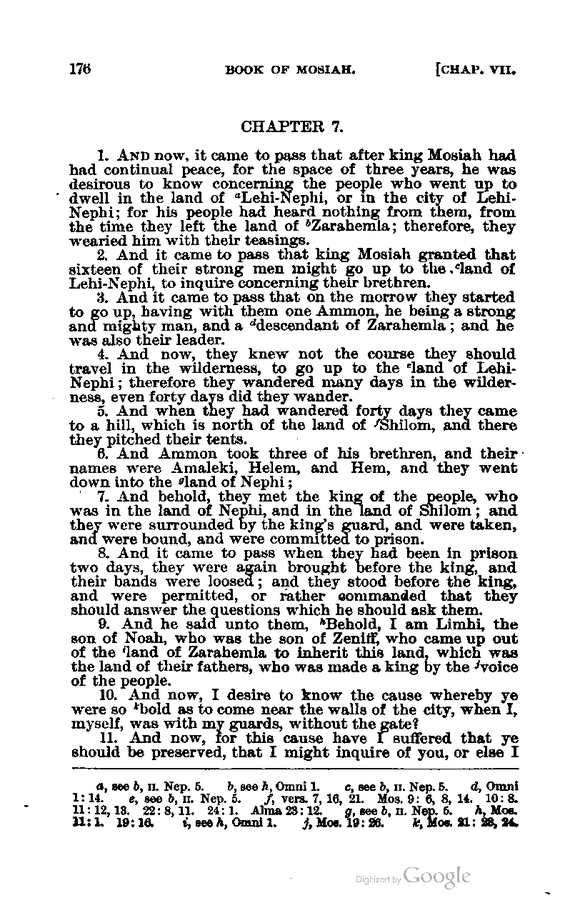 176 BOOK OF MOSIAH. [CHAP. VII.
CHAPTER 7.
1. AND now, it came to pass that after king Mosiah had
had continual peace, for the space of three years, he was
desirous to know concerning the people who went up to
dwell in the land of aLehi-Nephi, or in the city of Lehi-
Nephi; for his people had heard nothing from them, from
the time they left the land of bZarahemla; therefore, they
wearied him with their teasings.
2. And it came to pass that king Mosiah granted that
sixteen of their strong men might go up to the cland of
Lehi-Nephi, to inquire concerning their brethren.
3. And it came to pass that on the morrow they started
to go up, having with them one Ammon, he being a strong
and mighty man, and a ddescendant of Zarahemla; and he
was also their leader.
4. And now, they knew not the course they should
travel in the wilderness, to go up to the eland of Lehi-
Nephi; therefore they wandered many days in the wilder-
ness, even forty days did they wander.
5. And when they had wandered forty days they came
to a hill, which is north of the land of fShilom, and there
they pitched their tents.
6. And Ammon took three of his brethren, and their
names were Amaleki, Helem, and Hem, and they went
down into the gland of Nephi;
7. And behold, they met the king of the people, who
was in the land of Nephi, and in the land of Shilom; and
they were surrounded by the king's guard, and were taken,
and were bound, and were committed to prison.
8. And it came to pass when they had been in prison
two days, they were again brought before the king, and
their bands were loosed; and they stood before the king,
and were permitted, or rather commanded that they
should answer the questions which he should ask them.
9. And he said unto them, hBehold, I am Limhi, the
son of Noah, who was the son of Zeniff, who came up out
of the iland of Zarahemla to inherit this land, which was
the land of their fathers, who was made a king by the jvoice
of the people.
10. And now, I desire to know the cause whereby ye
were so kbold as to come near the walls of the city, when I,
myself, was with my guards, without the gate?
11. And now, for this cause have I suffered that ye
should be preserved, that I might inquire of you, or else I
a, see b, II. Nep. 5. b, see h, Omni 1. c, see b, II. Nep. 5. d, Omni
1:14. e, see b, II. Nep. 5. f, vers. 7, 16, 21. Mos. 9:6, 8, 14. 10:8.
11:12, 13. 22:8, 11. 24:1. Alma 23:12. g, see b, II. Nep. 5. h, Mos.
11:1. 19:16. i, see h, Omni 1. j, Mos. 19:26. k, Mos. 21:23, 24.
Digitized by Google